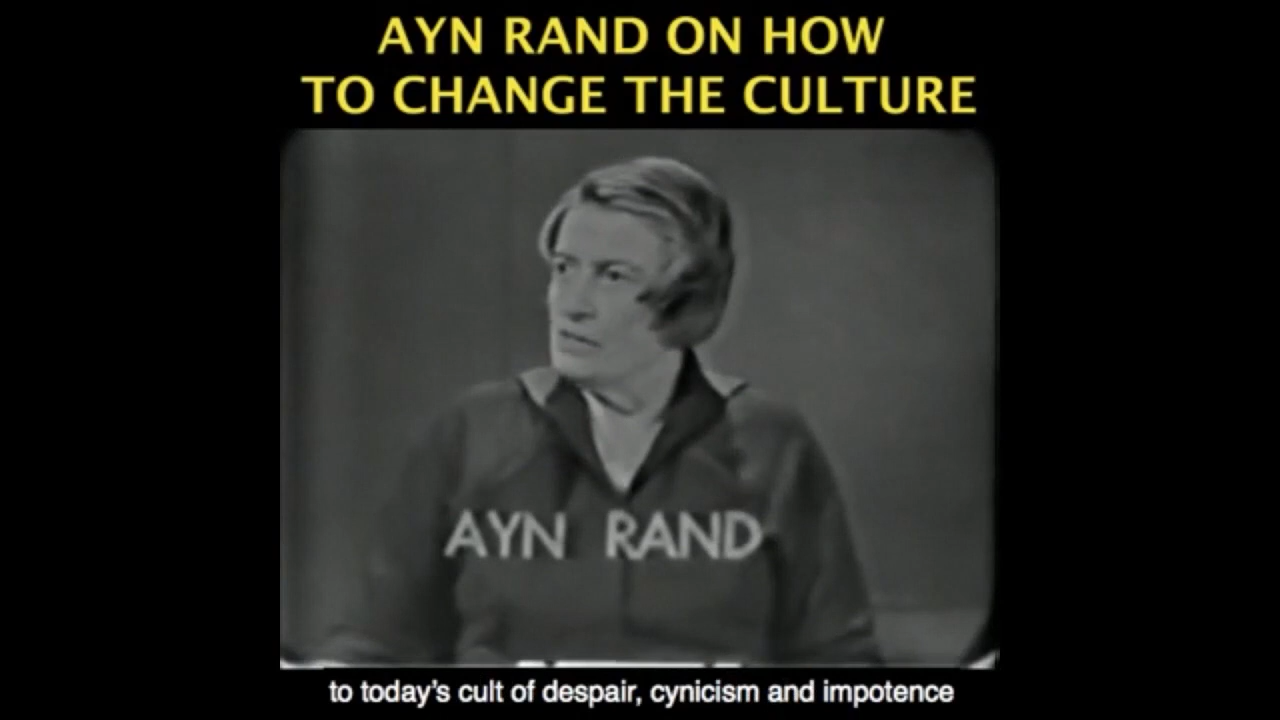 AYN RAND ON HOW
TO CHANGE THE CULTURE
AYN RAND
to today's cult of despair, cynicism and impotence